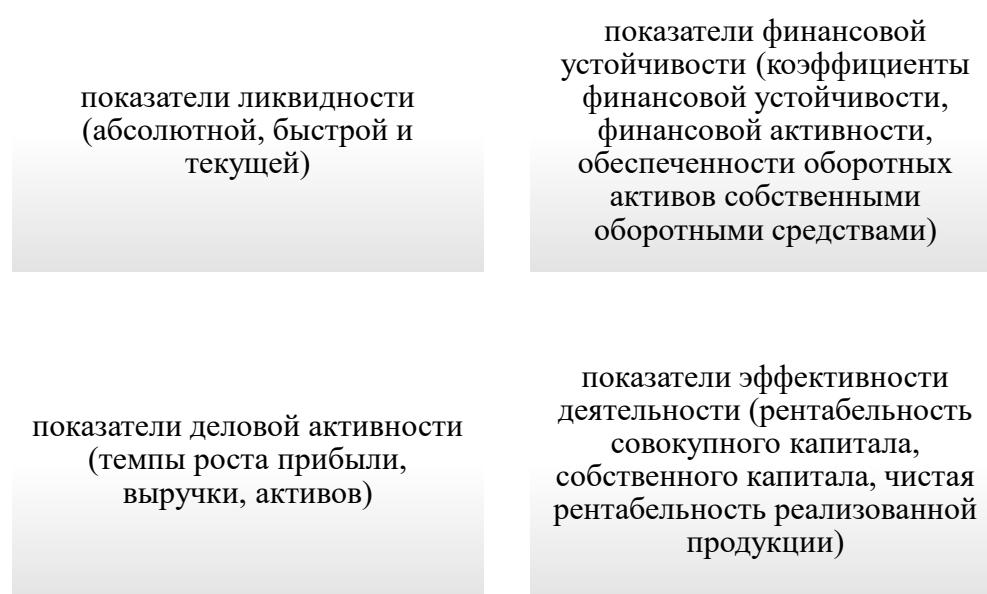 показатели ликвидности
(абсолютной, быстрой и
текущей)
показатели финансовой
устойчивости (коэффициенты
финансовой устойчивости,
финансовой активности,
обеспеченности оборотных
активов собственными
оборотными средствами)
показатели деловой активности
(темпы роста прибыли,
выручки, активов)
показатели эффективности
деятельности (рентабельность
совокупного капитала,
собственного капитала, чистая
рентабельность реализованной
продукции)